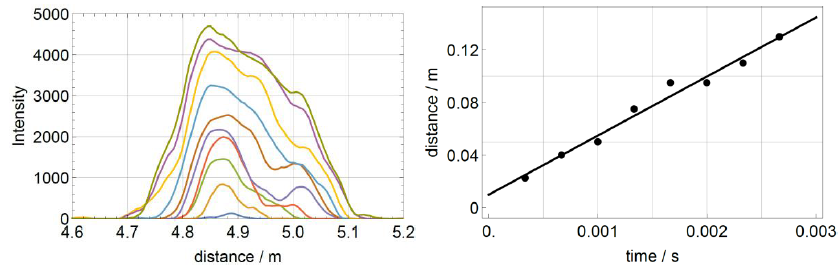 5000
4000
3000
2000
1000
0
Intensity
4.6 4.7 4.8 4.9 5.0 5.1 5.2
distance / m
0.12
0.08
0.04
0
distance / m
0. 0.001 0.002 0.003
time / s